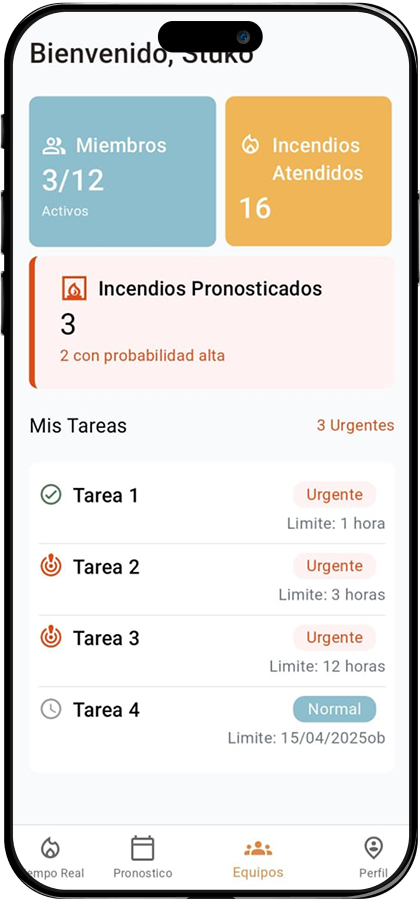 Bienvenido, Stuko
Miembros
3/12
Activos
Incendios
Atendidos
16
Incendios Pronosticados
3
2 con probabilidad alta
Mis Tareas
3 Urgentes
Tarea 1
Urgente
Limite: 1 hora
Tarea 2
Urgente
Limite: 3 horas
Tarea 3
Urgente
Limite: 12 horas
Tarea 4
Normal
Limite: 15/04/2025ob
empo Real
Pronostico
Equipos
Perfil